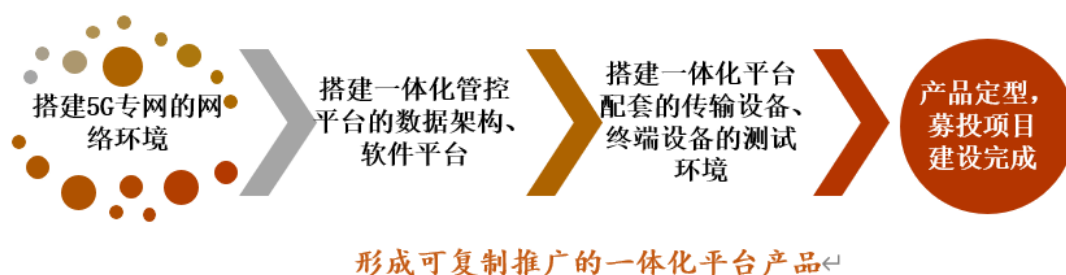 搭建5G专网的网
络环境
搭建一体化管控
平台的数据架构、
软件平台
搭建一体化平台
配套的传输设备、
终端设备的测试
环境
产品定型，
募投项目
建设完成
形成可复制推广的一体化平台产品↵